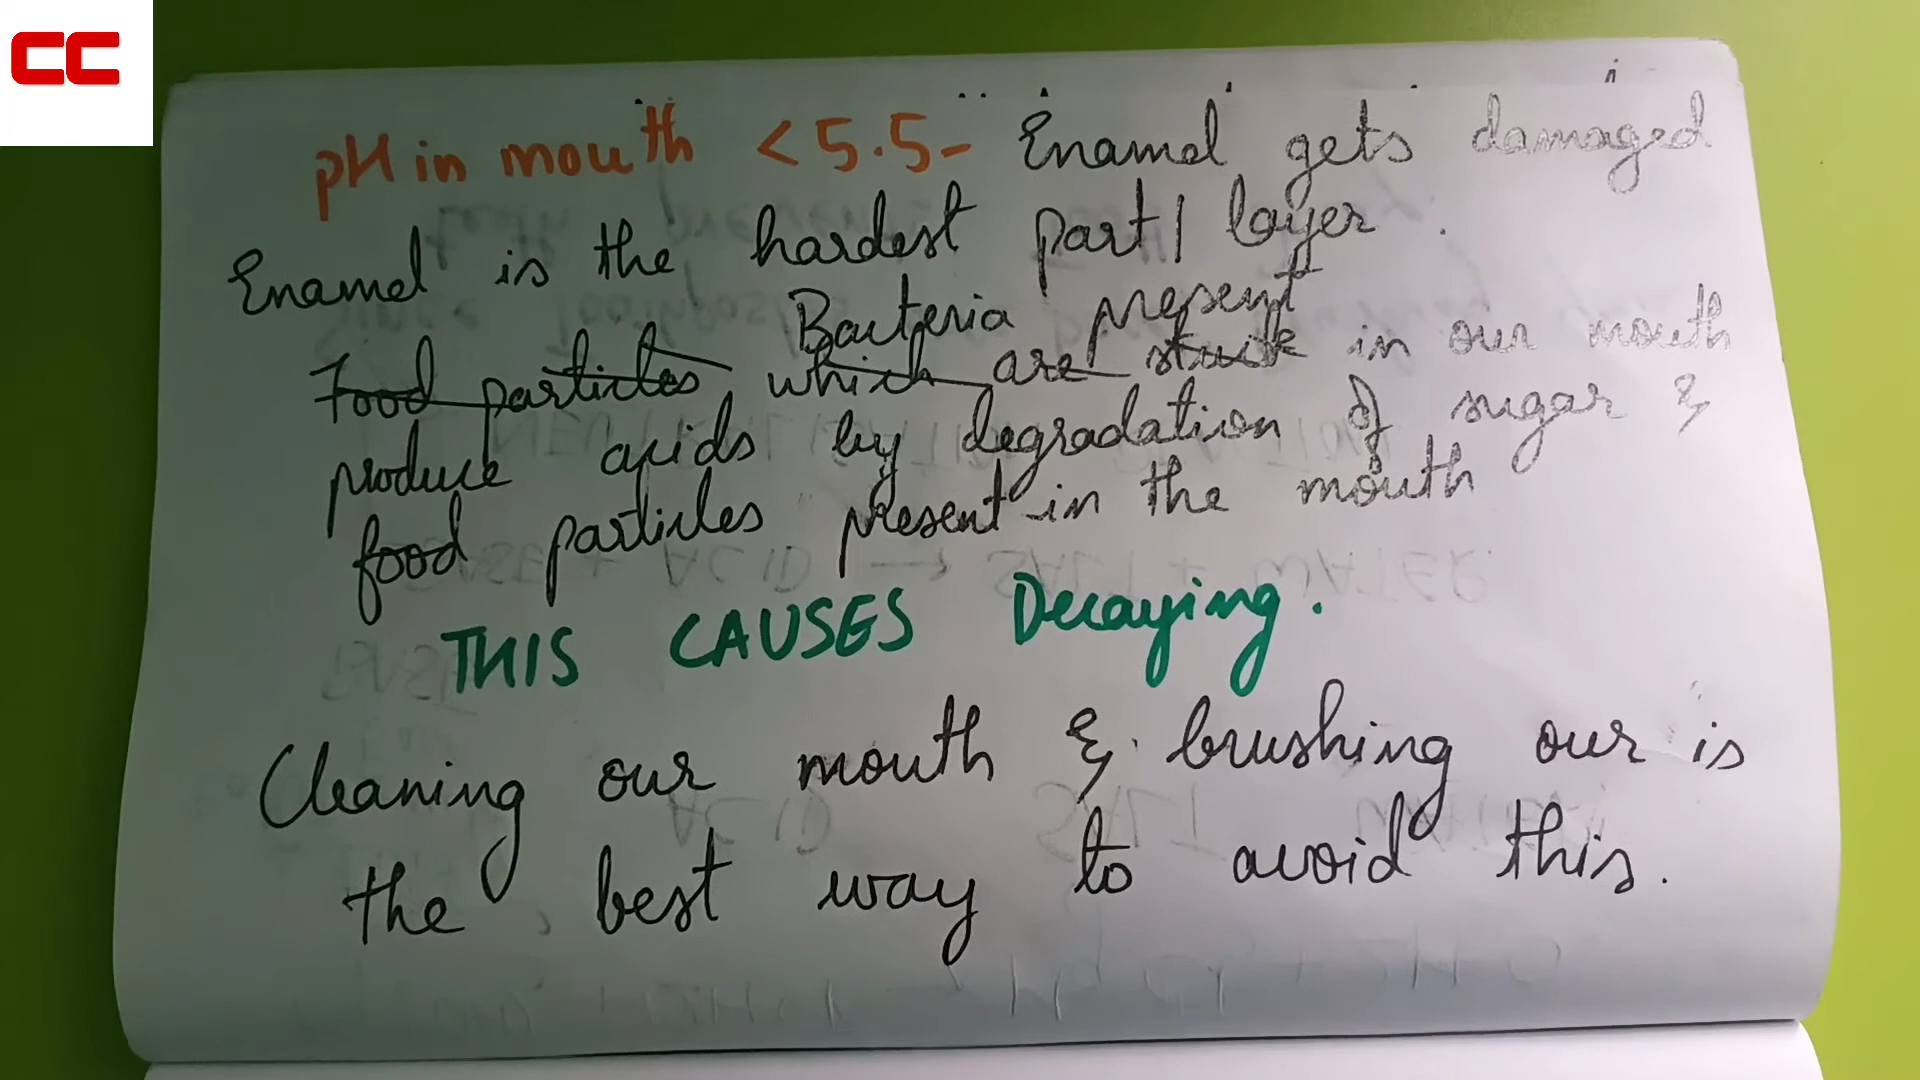 CC
pH in mouth < 5.5 - Enamel gets damaged
Enamel is the hardest part/layer.
Bacteria present
Food particles which are stuck in our mouth
produce acids by degradation of sugar &
food particles present in the mouth
THIS CAUSES Decaying.
Cleaning our mouth & brushing our is
the best way to avoid this.